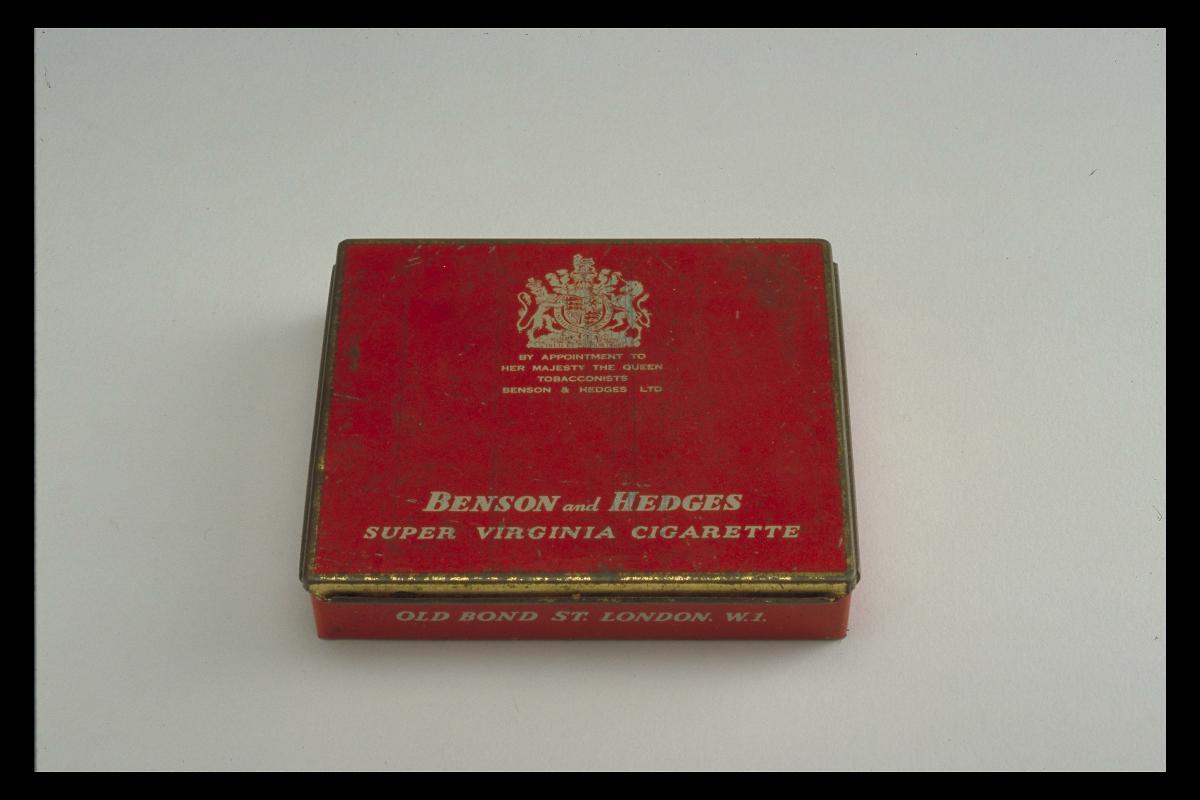 BY APPOINTMENT TO
HER MAJESTY THE QUEEN
TOBACCONISTS
BENSON & HEDGES LTD
BENSON and HEDGES
SUPER VIRGINIA CIGARETTE
OLD BOND ST. LONDON. W.1.